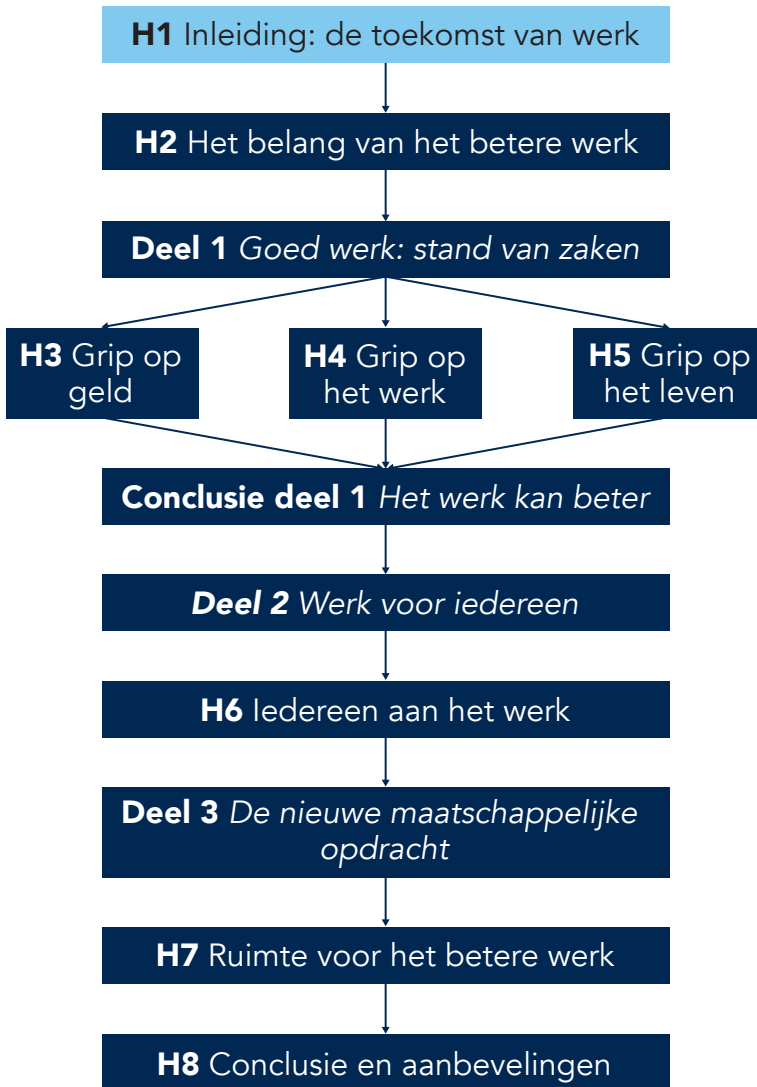 H1 Inleiding: de toekomst van werk
H2 Het belang van het betere werk
Deel 1 Goed werk: stand van zaken
H3 Grip op
geld
H4 Grip op
het werk
H5 Grip op
het leven
Conclusie deel 1 Het werk kan beter
Deel 2 Werk voor iedereen
H6 Iedereen aan het werk
Deel 3 De nieuwe maatschappelijke
opdracht
H7 Ruimte voor het betere werk
H8 Conclusie en aanbevelingen